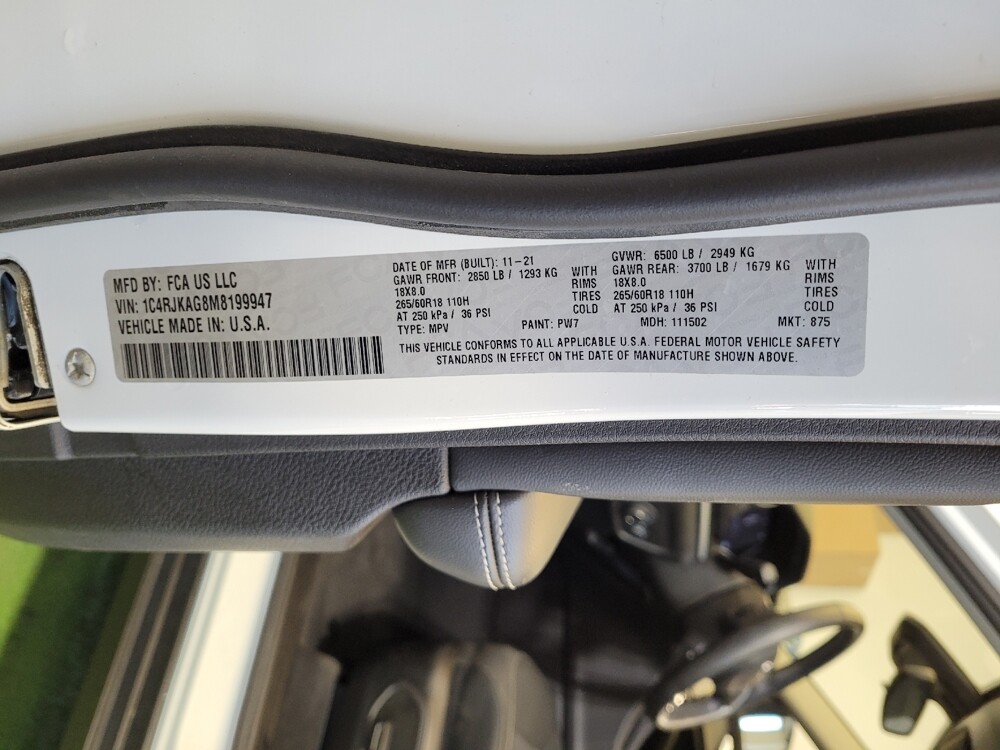 MFD BY: FCA US LLC
VIN: 1C4RJKAG8M8199947
VEHICLE MADE IN: U.S.A.
DATE OF MFR (BUILT): 11-21
GAWR FRONT: 2850 LB / 1293 KG WITH
18X8.0 RIMS
265/60R18 110H TIRES
AT 250 kPa / 36 PSI COLD
GVWR: 6500 LB / 2949 KG
GAWR REAR: 3700 LB / 1679 KG WITH
18X8.0 RIMS
265/60R18 110H TIRES
AT 250 kPa / 36 PSI COLD
TYPE: MPV PAINT: PW7 MDH: 111502 MKT: 875
THIS VEHICLE CONFORMS TO ALL APPLICABLE U.S.A. FEDERAL MOTOR VEHICLE SAFETY
STANDARDS IN EFFECT ON THE DATE OF MANUFACTURE SHOWN ABOVE.